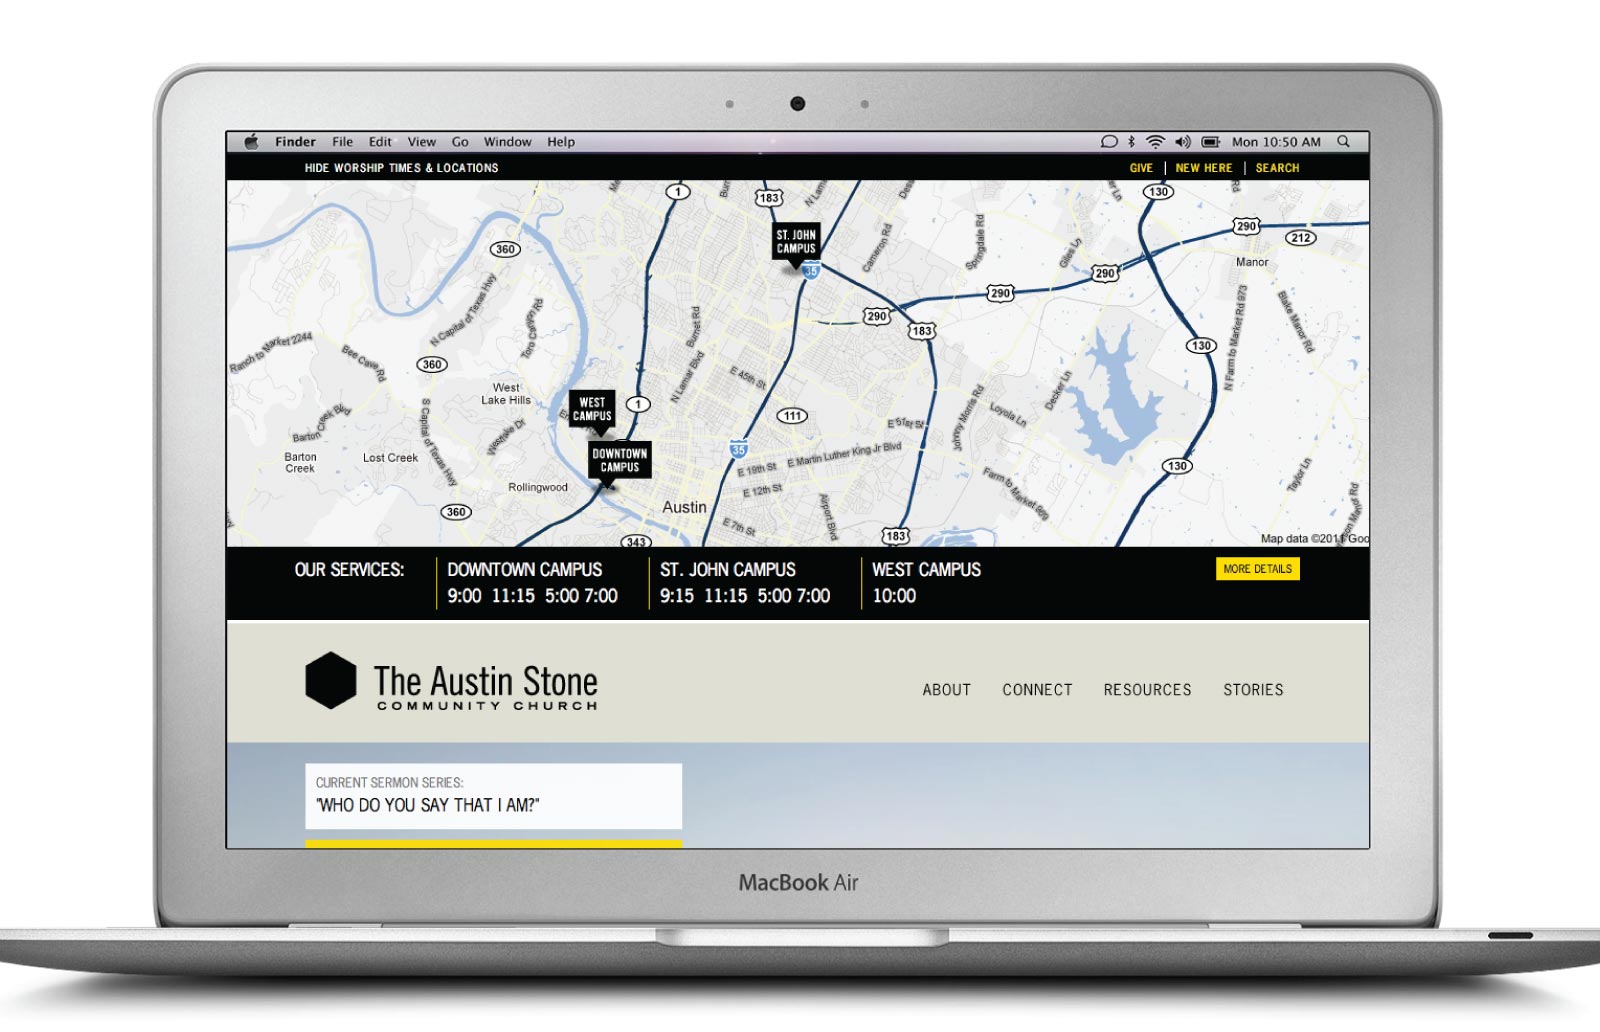 Finder File Edit View Go Window Help
Mon 10:50 AM
HIDE WORSHIP TIMES & LOCATIONS
GIVE | NEW HERE | SEARCH
1
183
N Lamar
130
290
212
360
ST. JOHN
CAMPUS
35
Cameron Rd
Springdale Rd
Giles Ln
290
Manor
N Capital of Texas Hwy
290
290
183
Burnet Rd
N Farm to Market Rd 973
Blake Manor Rd
Ranch to Market 2244
Bee Cave Rd
360
130
N Lamar Blvd
E 45th St
West
Lake Hills
Decker Ln
Johnny Morris Rd
Loyola Ln
WEST
CAMPUS
1
111
E 51st St
S Capital of Texas Hwy
Westlake Dr
Barton Creek Blvd
Barton
Creek
Lost Creek
DOWNTOWN
CAMPUS
35
E 19th St
E Martin Luther King Jr Blvd
130
Taylor Ln
Rollingwood
E 12th St
Farm to Market 969
Airport Blvd
360
Austin
E 7th St
343
183
Map data ©2011 Goo
OUR SERVICES:
DOWNTOWN CAMPUS
9:00 11:15 5:00 7:00
ST. JOHN CAMPUS
9:15 11:15 5:00 7:00
WEST CAMPUS
10:00
MORE DETAILS
The Austin Stone
COMMUNITY CHURCH
ABOUT CONNECT RESOURCES STORIES
CURRENT SERMON SERIES:
"WHO DO YOU SAY THAT I AM?"
MacBook Air